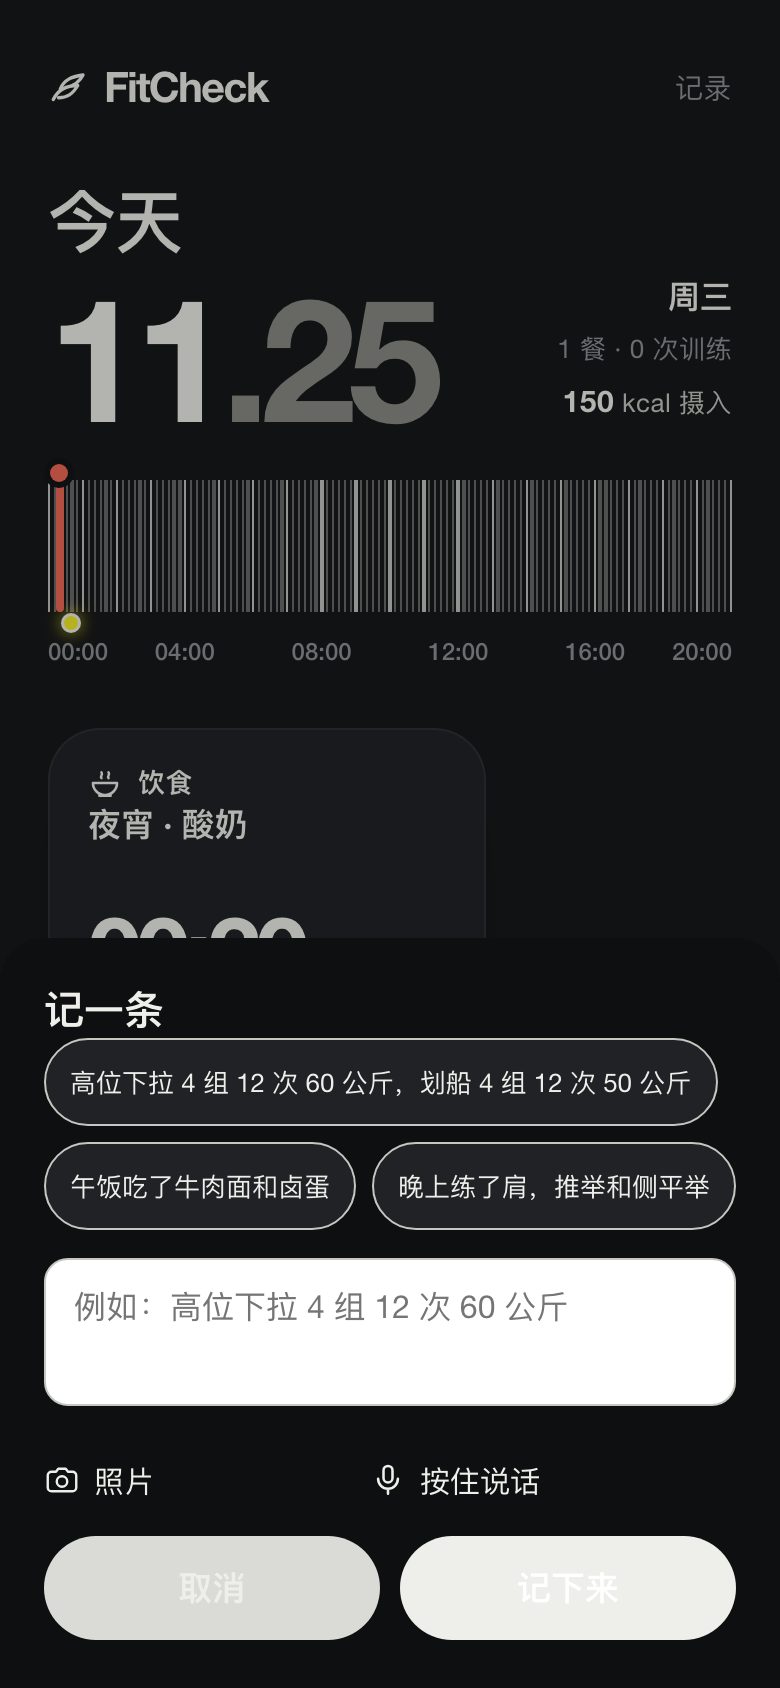 FitCheck
记录
今天
11.25
周三
1 餐 · 0 次训练
150 kcal 摄入
00:00 04:00 08:00 12:00 16:00 20:00
饮食
夜宵 · 酸奶
记一条
高位下拉 4 组 12 次 60 公斤，划船 4 组 12 次 50 公斤
午饭吃了牛肉面和卤蛋
晚上练了肩，推举和侧平举
例如：高位下拉 4 组 12 次 60 公斤
照片
按住说话
取消
记下来